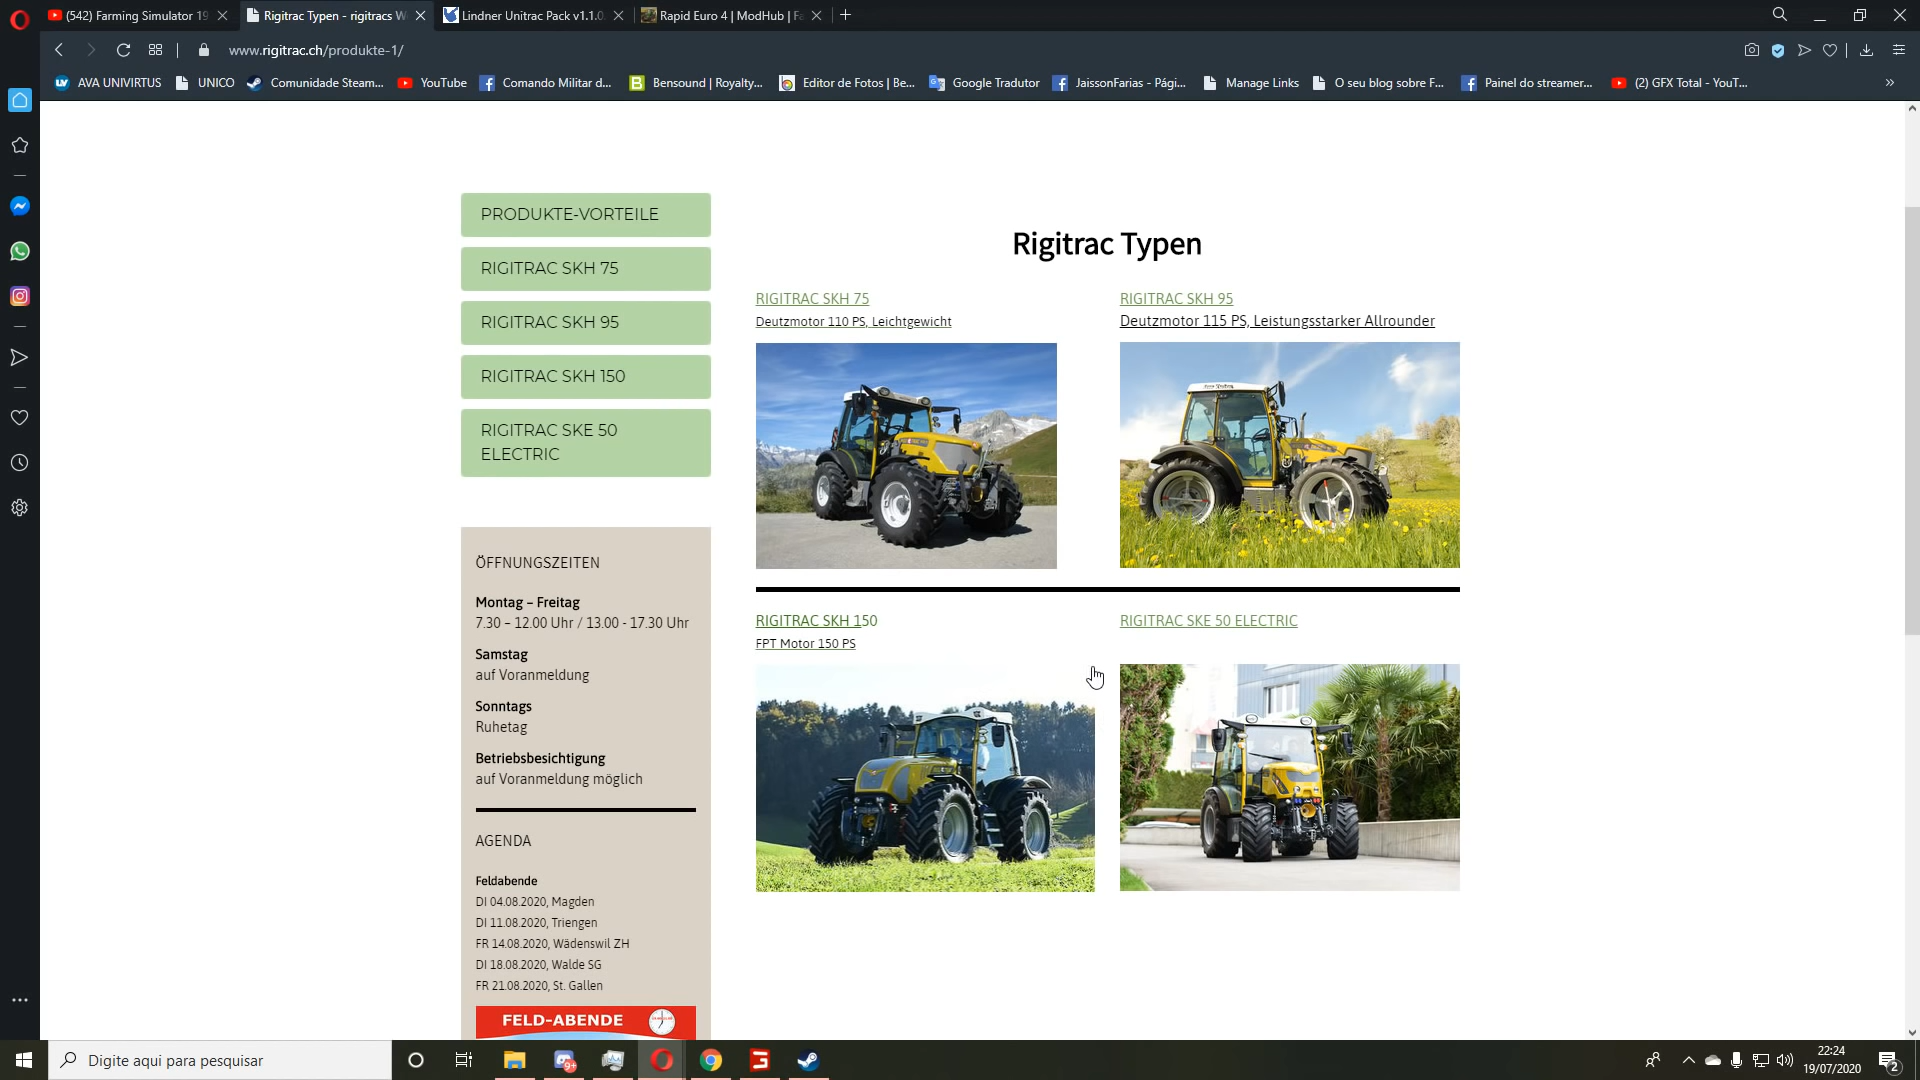 (542) Farming Simulator 19
Rigitrac Typen - rigitracs W
Lindner Unitrac Pack v1.1.0.
Rapid Euro 4 | ModHub | Fa
www.rigitrac.ch/produkte-1/
AVA UNIVIRTUS
UNICO
Comunidade Steam...
YouTube
Comando Militar d...
Bensound | Royalty...
Editor de Fotos | Be...
Google Tradutor
JaissonFarias - Pági...
Manage Links
O seu blog sobre F...
Painel do streamer...
(2) GFX Total - YouT...
PRODUKTE-VORTEILE
RIGITRAC SKH 75
RIGITRAC SKH 95
RIGITRAC SKH 150
RIGITRAC SKE 50
ELECTRIC
ÖFFNUNGSZEITEN
Montag – Freitag
7.30 – 12.00 Uhr / 13.00 - 17.30 Uhr
Samstag
auf Voranmeldung
Sonntags
Ruhetag
Betriebsbesichtigung
auf Voranmeldung möglich
AGENDA
Feldabende
DI 04.08.2020, Magden
DI 11.08.2020, Triengen
FR 14.08.2020, Wädenswil ZH
DI 18.08.2020, Walde SG
FR 21.08.2020, St. Gallen
FELD-ABENDE
Rigitrac Typen
RIGITRAC SKH 75
Deutzmotor 110 PS, Leichtgewicht
RIGITRAC SKH 95
Deutzmotor 115 PS, Leistungsstarker Allrounder
RIGITRAC SKH 150
FPT Motor 150 PS
RIGITRAC SKE 50 ELECTRIC
Digite aqui para pesquisar
9+
22:24
19/07/2020
2